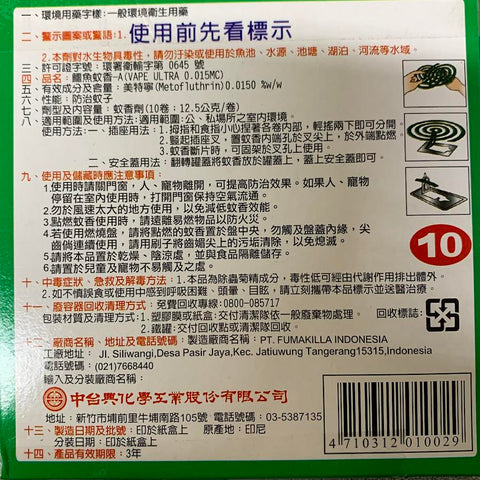 一、環境用藥字樣:一般環境衛生用藥
二、警示圖案或警語:1.使用前先看標示
2.本劑對水生物具毒性,請勿汙染或使用於魚池、水源、池塘、湖泊、河流等水域。
三、許可證字號:環署衛輸字第 0645 號
四、品名:鱷魚蚊香-A(VAPE ULTRA 0.015MC)
五、有效成分及含量:美特寧(Metofluthrin)0.0150 %w/w
六、性能:防治蚊子
七、劑型及內容量:蚊香劑(10卷:12.5公克/卷)
八、適用範圍及使用方法:適用範圍:公、私場所之室內環境。
使用方法:一、插座用法:1.拇指和食指小心捏著各卷內部,輕搖兩下即可分開。
2.豎起插座叉,置蚊香內端孔於叉尖上,於外端點燃
3.蚊香斷片時,可固架於孔叉上使用。
二、安全蓋用法:翻轉罐蓋將蚊香放於罐蓋上,蓋上安全蓋即可。
九、使用及儲藏時應注意事項:
1.使用時請關門窗,人、寵物離開,可提高防治效果。如果人、寵物
停留在室內使用時,打開門窗保持空氣流通。
2.勿於風速太大的地方使用,以免減低蚊香效能。
3.點燃蚊香使用時,請遠離易燃物品以防火災。
4.若使用燃燒盤,請將點燃的蚊香置於盤中央,勿觸及盤蓋內緣,尖
齒倘連續使用,請用刷子將齒媚尖上的污垢清除,以免熄滅。
5.請將本品置於乾燥、陰涼處,並與食品隔離儲存。
6.請置於兒童及寵物不易觸及之處。
10
十、中毒症狀、急救及解毒方法:1.本品為除蟲菊精成分,毒性低可經由代謝作用排出體外。
2.如不慎誤食或使用中感到呼吸困難、頭暈、目眩,請立刻攜帶本品標示送醫診治。
十一、廢容器回收清理方式:免費回收專線:0800-085717
包裝材質及清理方式:1.塑膠膜或紙盒:交付清潔隊依一般廢棄物處理。 回收標誌:
2.鐵罐:交付回收點或清潔隊回收。
十二、廠商名稱、地址及電話:製造廠商名稱:PT. FUMAKILLA INDONESIA
工廠地址: Jl. Siliwangi,Desa Pasir Jaya,Kec. Jatiuwung Tangerang15315,Indonesia
電話:(021)7668440
輸入及分裝廠商名稱:
中台興化學工業股份有限公司
地址:新竹市埔前里牛埔南路105號 電話:03-5387135
十三、製造日期及批號:印於紙盒上 原產地:印尼
分裝日期:印於紙盒上
十四、產品有效期限:3年
4 710312 010029